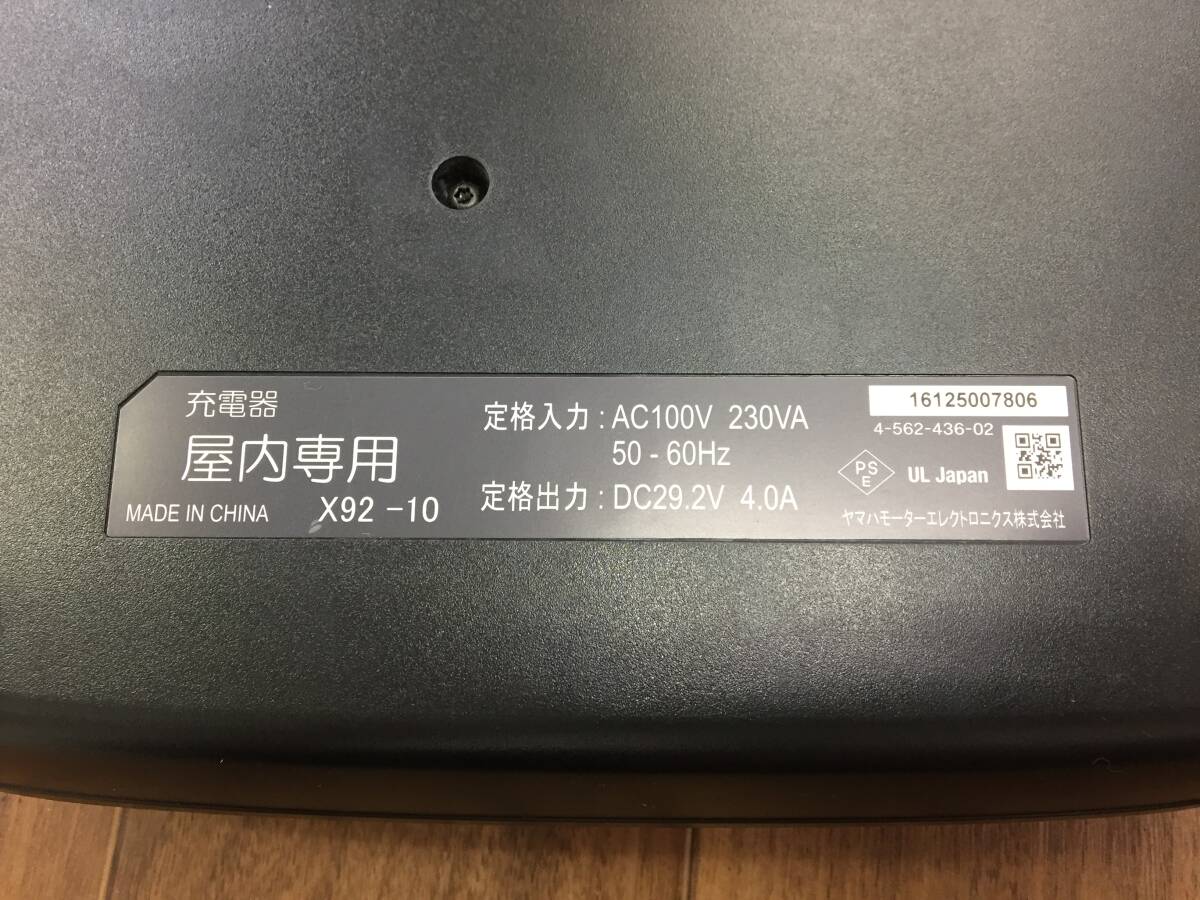 充電器
屋内専用
MADE IN CHINA X92 -10
定格入力 : AC100V 230VA
50 - 60Hz
定格出力 : DC29.2V 4.0A
16125007806
4-562-436-02
PS
E
UL Japan
ヤマハモーターエレクトロニクス株式会社